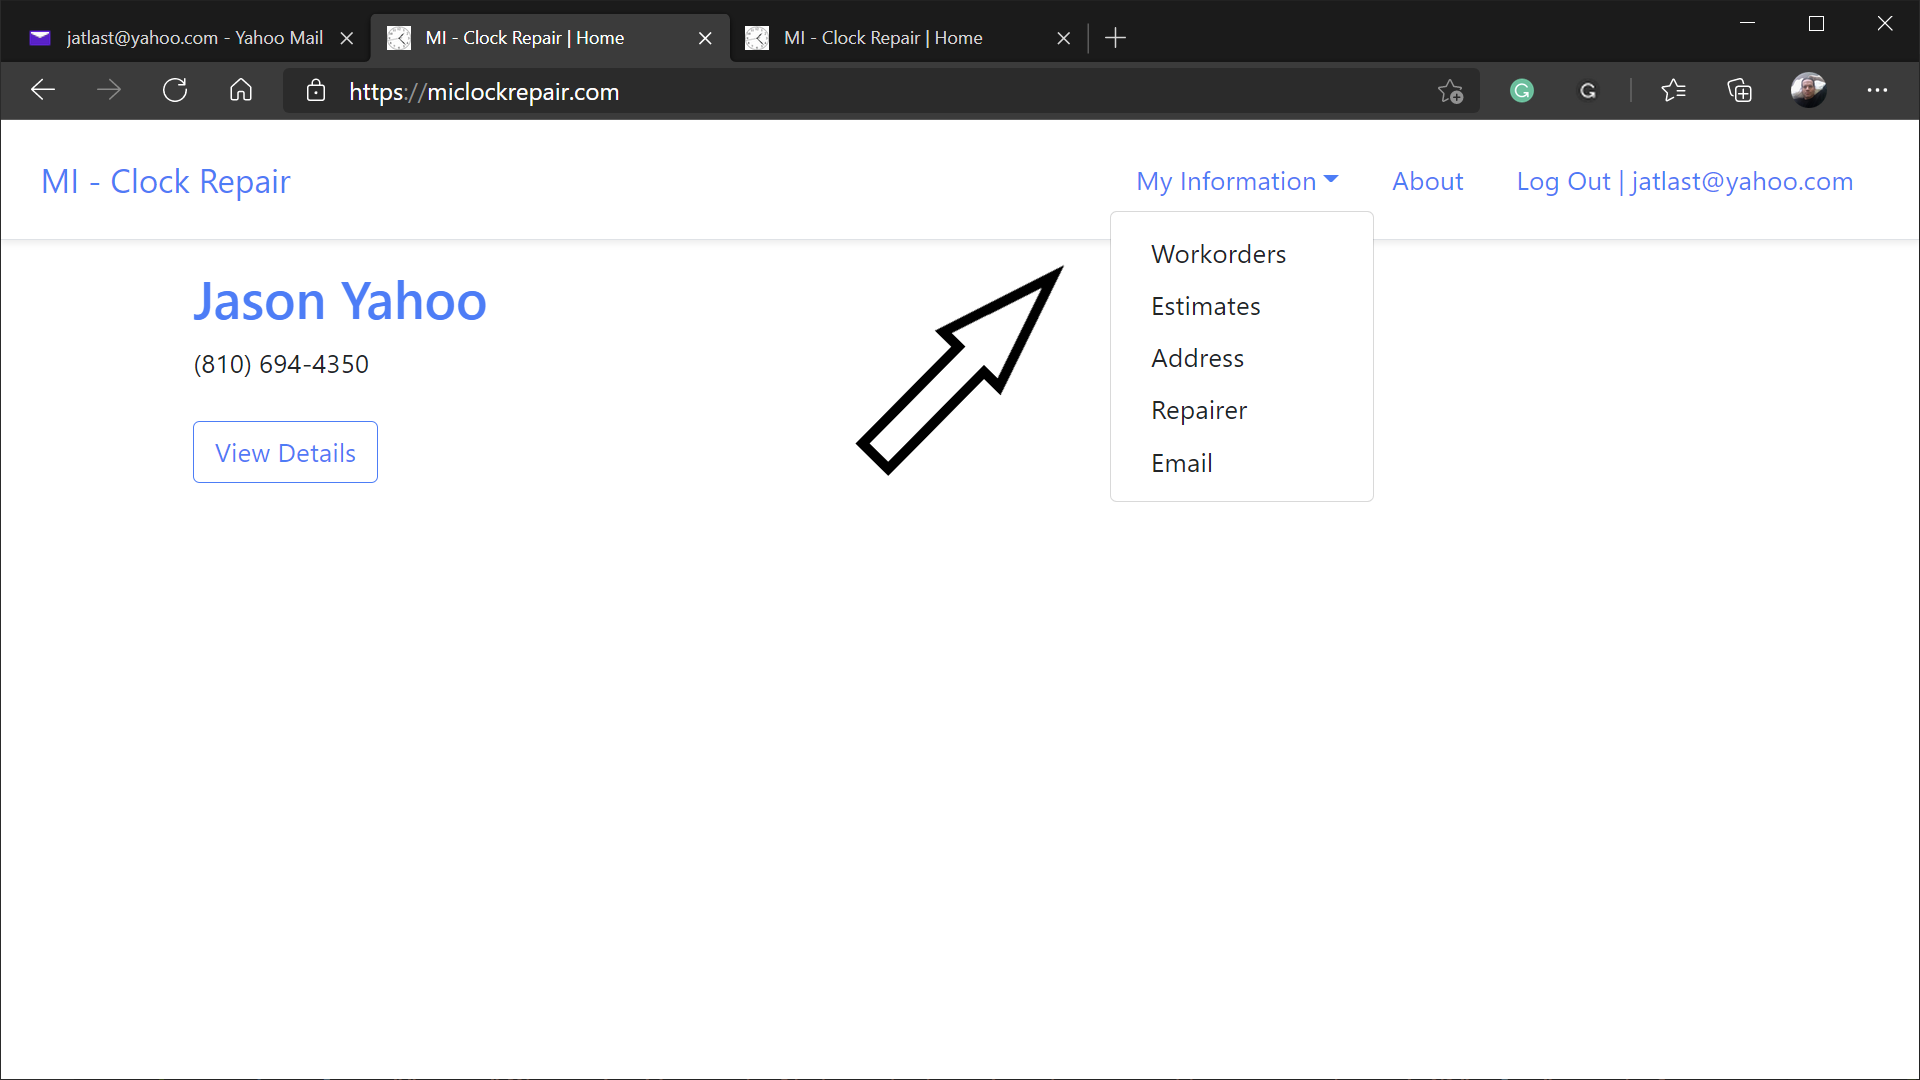 jatlast@yahoo.com - Yahoo Mail
MI - Clock Repair | Home
MI - Clock Repair | Home
https://miclockrepair.com
MI - Clock Repair
My Information
About
Log Out | jatlast@yahoo.com
Workorders
Estimates
Address
Repairer
Email
Jason Yahoo
(810) 694-4350
View Details